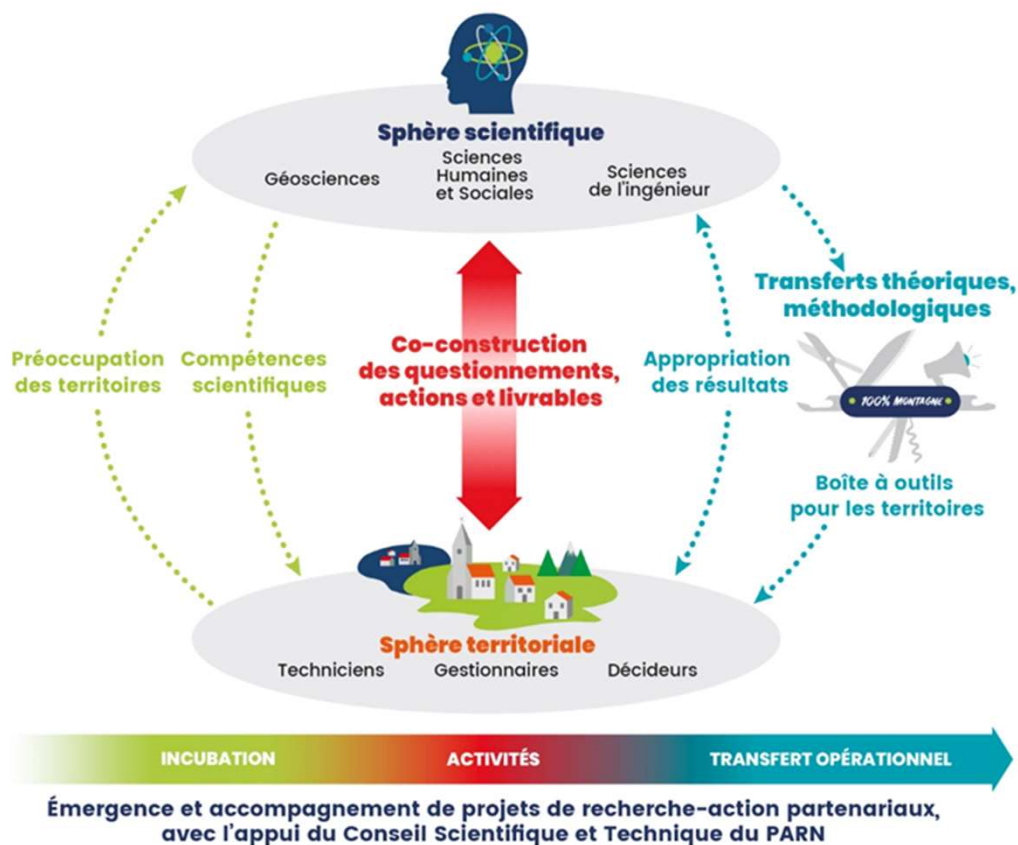 Sphère scientifique
Géosciences
Sciences
Humaines
et Sociales
Sciences
de l'ingénieur
Préoccupation
des territoires
Compétences
scientifiques
Co-construction
des questionnements,
actions et livrables
Appropriation
des résultats
Transferts théoriques,
méthodologiques
100% MONTAGNE
Boîte à outils
pour les territoires
Sphère territoriale
Techniciens
Gestionnaires
Décideurs
INCUBATION
ACTIVITÉS
TRANSFERT OPÉRATIONNEL
Émergence et accompagnement de projets de recherche-action partenariaux,
avec l'appui du Conseil Scientifique et Technique du PARN